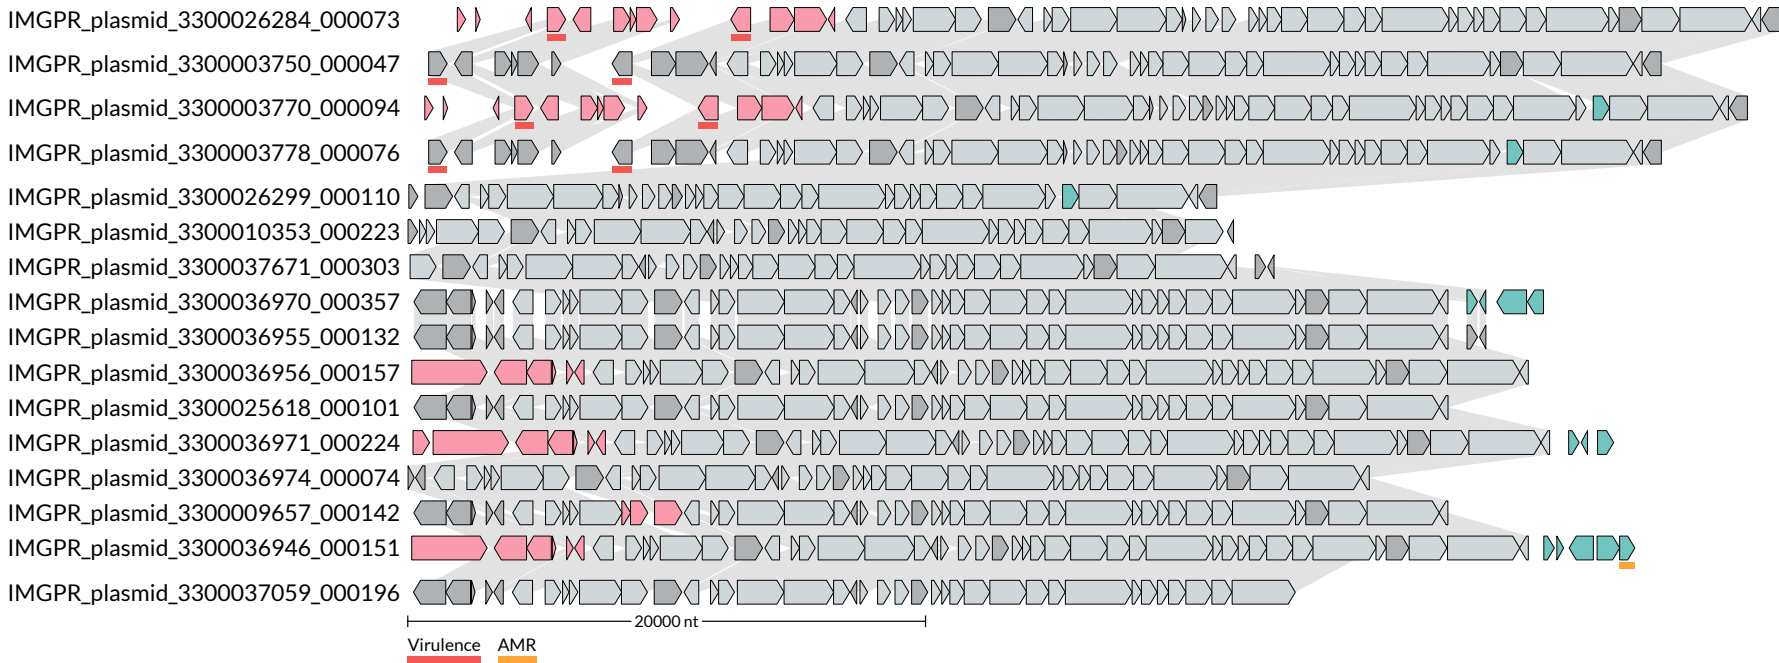 IMGPR_plasmid_3300026284_000073
IMGPR_plasmid_3300003750_000047
IMGPR_plasmid_3300003770_000094
IMGPR_plasmid_3300003778_000076
IMGPR_plasmid_3300026299_000110
IMGPR_plasmid_3300010353_000223
IMGPR_plasmid_3300037671_000303
IMGPR_plasmid_3300036970_000357
IMGPR_plasmid_3300036955_000132
IMGPR_plasmid_3300036956_000157
IMGPR_plasmid_3300025618_000101
IMGPR_plasmid_3300036971_000224
IMGPR_plasmid_3300036974_000074
IMGPR_plasmid_3300009657_000142
IMGPR_plasmid_3300036946_000151
IMGPR_plasmid_3300037059_000196
20000 nt
Virulence AMR